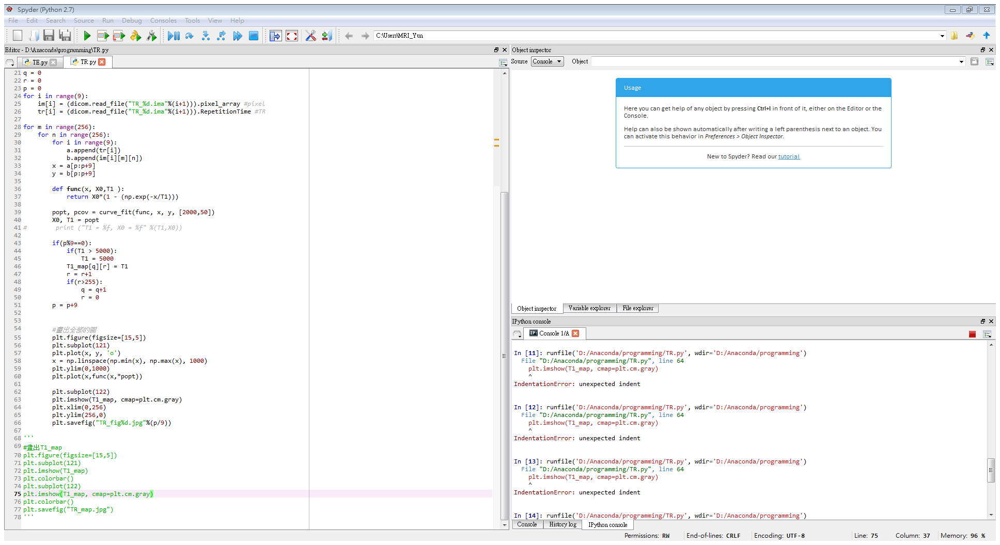 Spyder (Python 2.7)
File Edit Search Source Run Debug Consoles Tools View Help
C:\Users\MRI_Yun
Editor - D:\Anaconda\programming\TR.py
TE.py TR.py
21 q = 0
22 r = 0
23 p = 0
24 for i in range(9):
25     im[i] = (dicom.read_file("TR_%d.ima"%(i+1))).pixel_array #pixel
26     tr[i] = (dicom.read_file("TR_%d.ima"%(i+1))).RepetitionTime #TR
27
28 for m in range(256):
29     for n in range(256):
30         for i in range(9):
31             a.append(tr[i])
32             b.append(im[i][m][n])
33         x = a[p:p+9]
34         y = b[p:p+9]
35
36         def func(x, X0,T1 ):
37             return X0*(1 - (np.exp(-x/T1)))
38
39         popt, pcov = curve_fit(func, x, y, [2000,50])
40         X0, T1 = popt
41 #        print ("T1 = %f, X0 = %f" %(T1,X0))
42
43         if(p%9==0):
44             if(T1 > 5000):
45                 T1 = 5000
46             T1_map[q][r] = T1
47             r = r+1
48             if(r>255):
49                 q = q+1
50                 r = 0
51         p = p+9
52
53
54         #畫出全部的圖
55         plt.figure(figsize=[15,5])
56         plt.subplot(121)
57         plt.plot(x, y, 'o')
58         x = np.linspace(np.min(x), np.max(x), 1000)
59         plt.ylim(0,1000)
60         plt.plot(x,func(x,*popt))
61
62         plt.subplot(122)
63         plt.imshow(T1_map, cmap=plt.cm.gray)
64         plt.xlim(0,256)
65         plt.ylim(256,0)
66         plt.savefig("TR_fig%d.jpg"%(p/9))
67
68 '''
69 #畫出T1_map
70 plt.figure(figsize=[15,5])
71 plt.subplot(121)
72 plt.imshow(T1_map)
73 plt.colorbar()
74 plt.subplot(122)
75 plt.imshow(T1_map, cmap=plt.cm.gray)
76 plt.colorbar()
77 plt.savefig("TR_map.jpg")
78 '''
Object inspector
Source Console Object
Usage
Here you can get help of any object by pressing Ctrl+I in front of it, either on the Editor or the
Console.
Help can also be shown automatically after writing a left parenthesis next to an object. You
can activate this behavior in Preferences > Object Inspector.
New to Spyder? Read our tutorial
Object inspector Variable explorer File explorer
IPython console
IP: Console 1/A
In [11]: runfile('D:/Anaconda/programming/TR.py', wdir='D:/Anaconda/programming')
  File "D:/Anaconda/programming/TR.py", line 64
    plt.imshow(T1_map, cmap=plt.cm.gray)
    ^
IndentationError: unexpected indent
In [12]: runfile('D:/Anaconda/programming/TR.py', wdir='D:/Anaconda/programming')
  File "D:/Anaconda/programming/TR.py", line 64
    plt.imshow(T1_map, cmap=plt.cm.gray)
    ^
IndentationError: unexpected indent
In [13]: runfile('D:/Anaconda/programming/TR.py', wdir='D:/Anaconda/programming')
  File "D:/Anaconda/programming/TR.py", line 64
    plt.imshow(T1_map, cmap=plt.cm.gray)
    ^
IndentationError: unexpected indent
In [14]: runfile('D:/Anaconda/programming/TR.py', wdir='D:/Anaconda/programming')
Console History log IPython console
Permissions: RW End-of-lines: CRLF Encoding: UTF-8 Line: 75 Column: 37 Memory: 96 %